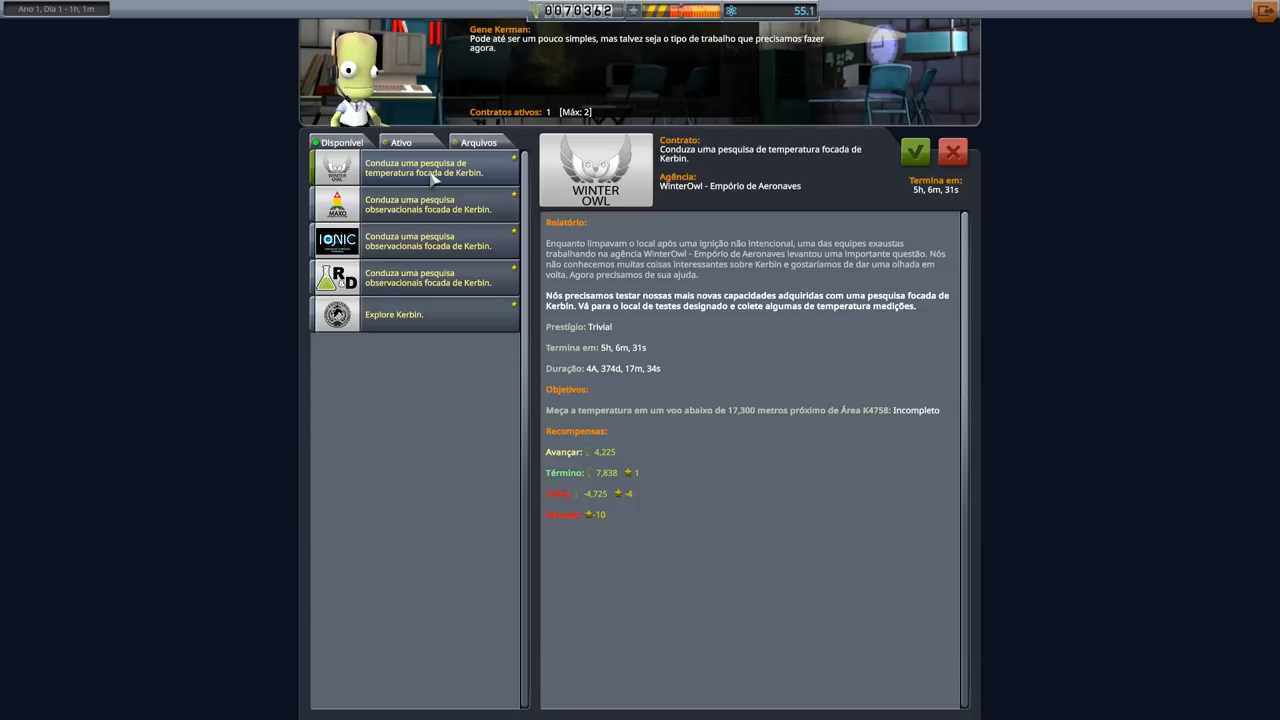 Ano 1, Dia 1 - 1h, 1m
0070362
55.1
Gene Kerman:
Pode até ser um pouco simples, mas talvez seja o tipo de trabalho que precisamos fazer
agora.
Contratos ativos: 1 [Máx: 2]
Disponível
Ativo
Arquivos
WINTER
OWL
Conduza uma pesquisa de
temperatura focada de Kerbin.
MAXO
Conduza uma pesquisa
observacionais focada de Kerbin.
IONIC
Conduza uma pesquisa
observacionais focada de Kerbin.
R&D
Conduza uma pesquisa
observacionais focada de Kerbin.
Explore Kerbin.
WINTER
OWL
Contrato:
Conduza uma pesquisa de temperatura focada de
Kerbin.
Agência:
WinterOwl - Empório de Aeronaves
Termina em:
5h, 6m, 31s
Relatório:
Enquanto limpavam o local após uma ignição não intencional, uma das equipes exaustas
trabalhando na agência WinterOwl - Empório de Aeronaves levantou uma importante questão. Nós
não conhecemos muitas coisas interessantes sobre Kerbin e gostaríamos de dar uma olhada em
volta. Agora precisamos de sua ajuda.
Nós precisamos testar nossas mais novas capacidades adquiridas com uma pesquisa focada de
Kerbin. Vá para o local de testes designado e colete algumas de temperatura medições.
Prestígio: Trivial
Termina em: 5h, 6m, 31s
Duração: 4A, 374d, 17m, 34s
Objetivos:
Meça a temperatura em um voo abaixo de 17,300 metros próximo de Área K4758: Incompleto
Recompensas:
Avançar: 4,225
Término: 7,838 1
-4,725 -4
-10